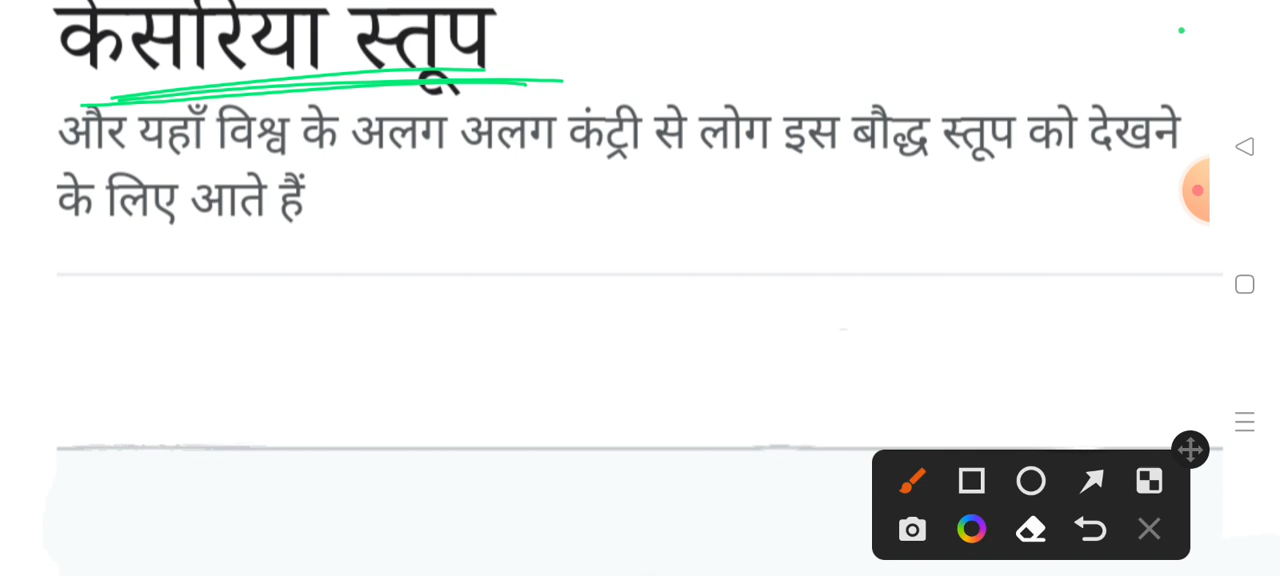 केसरिया स्तूप
और यहाँ विश्व के अलग अलग कंट्री से लोग इस बौद्ध स्तूप को देखने
के लिए आते हैं